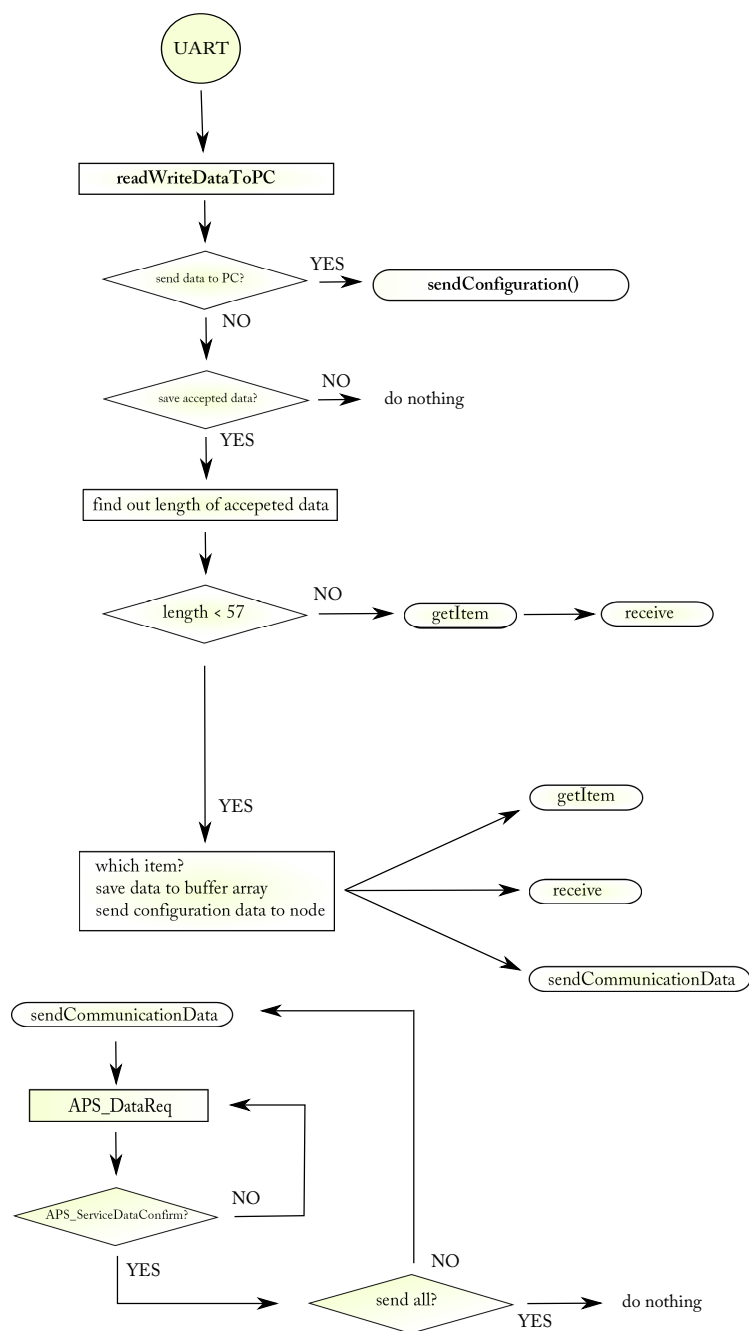 UART
readWriteDataToPC
send data to PC?
YES
sendConfiguration()
NO
save accepted data?
NO
do nothing
YES
find out length of accepeted data
length < 57
NO
getItem
receive
YES
which item?
save data to buffer array
send configuration data to node
getItem
receive
sendCommunicationData
sendCommunicationData
APS_DataReq
APS_ServiceDataConfirm?
NO
YES
NO
send all?
YES
do nothing